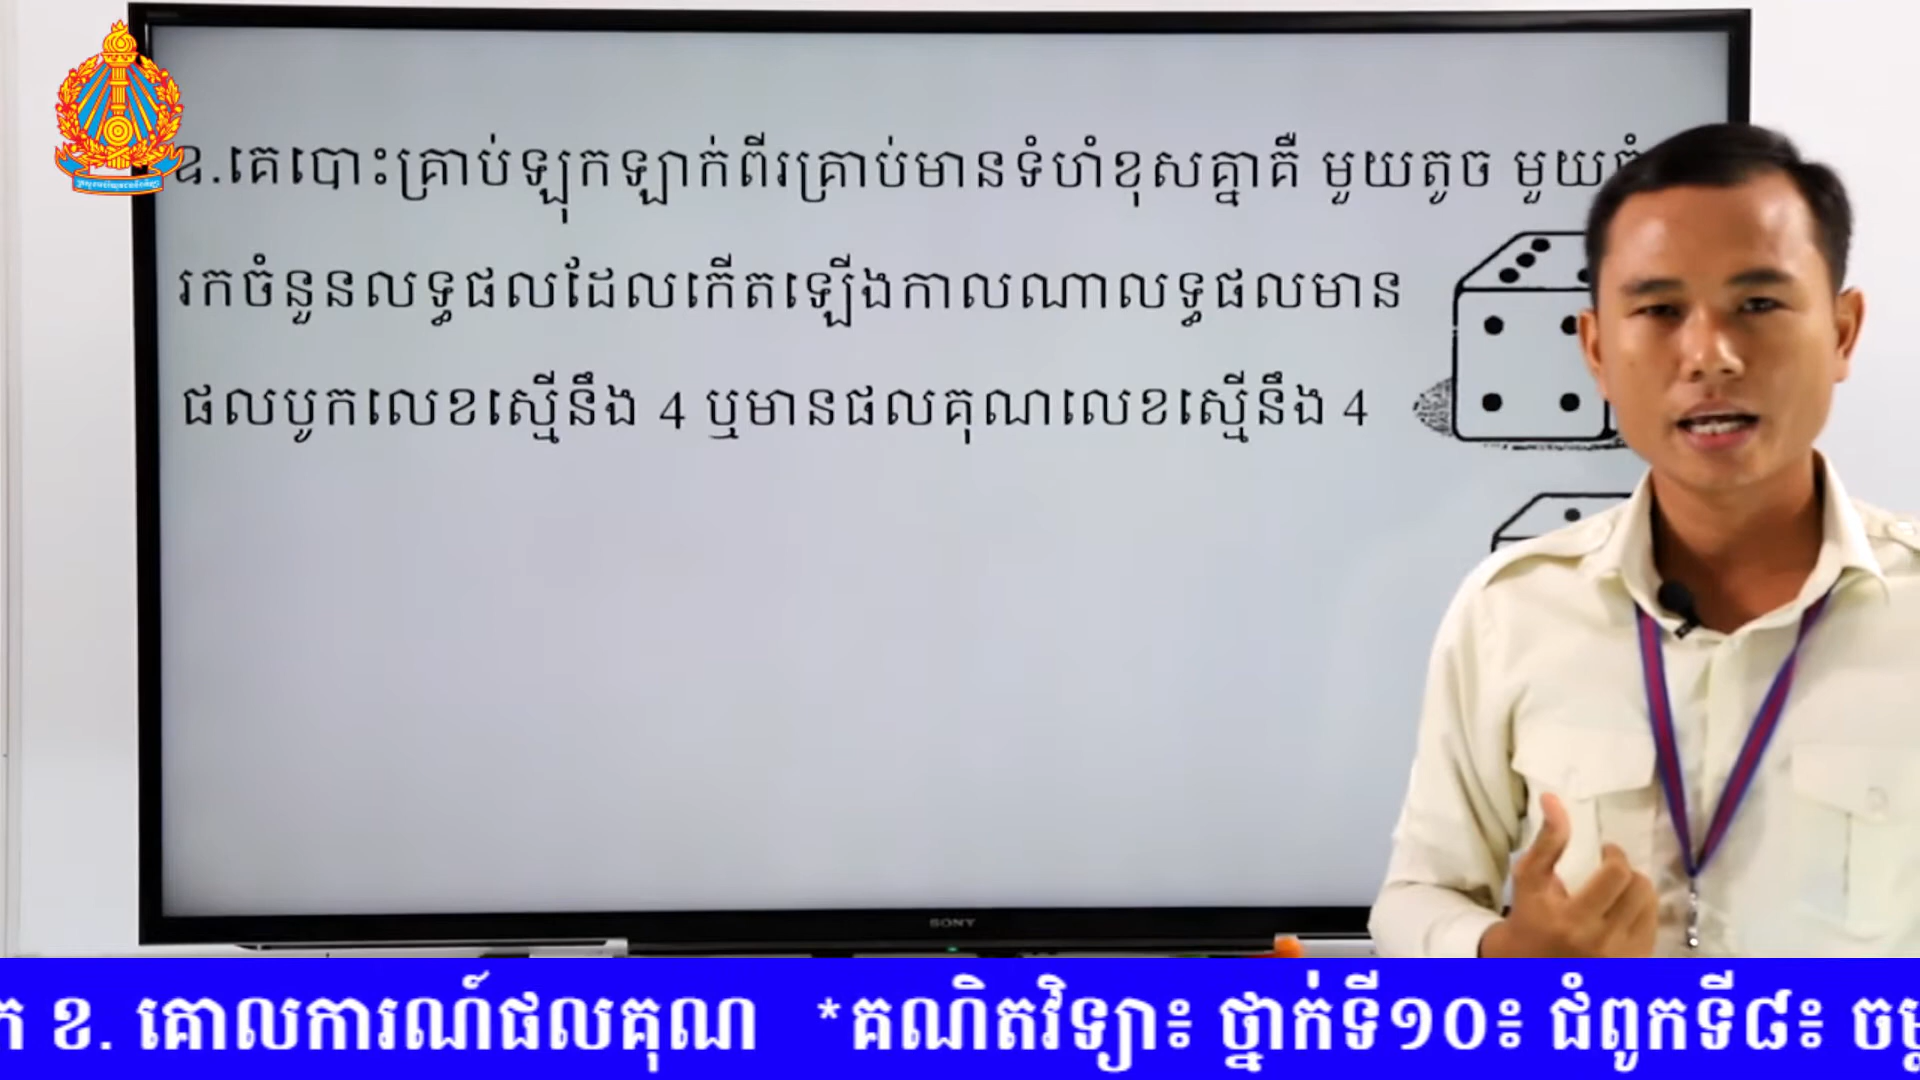 ឧ.គេបោះគ្រាប់ឡុកឡាក់ពីរគ្រាប់មានទំហំខុសគ្នាគឺ មួយតូច មួយធំ
រកចំនួនលទ្ធផលដែលកើតឡើងកាលណាលទ្ធផលមាន
ផលបូកលេខស្មើនឹង 4 ឬមានផលគុណលេខស្មើនឹង 4
SONY
ក ខ. គោលការណ៍ផលគុណ *គណិតវិទ្យា៖ ថ្នាក់ទី១០៖ ជំពូកទី៨៖